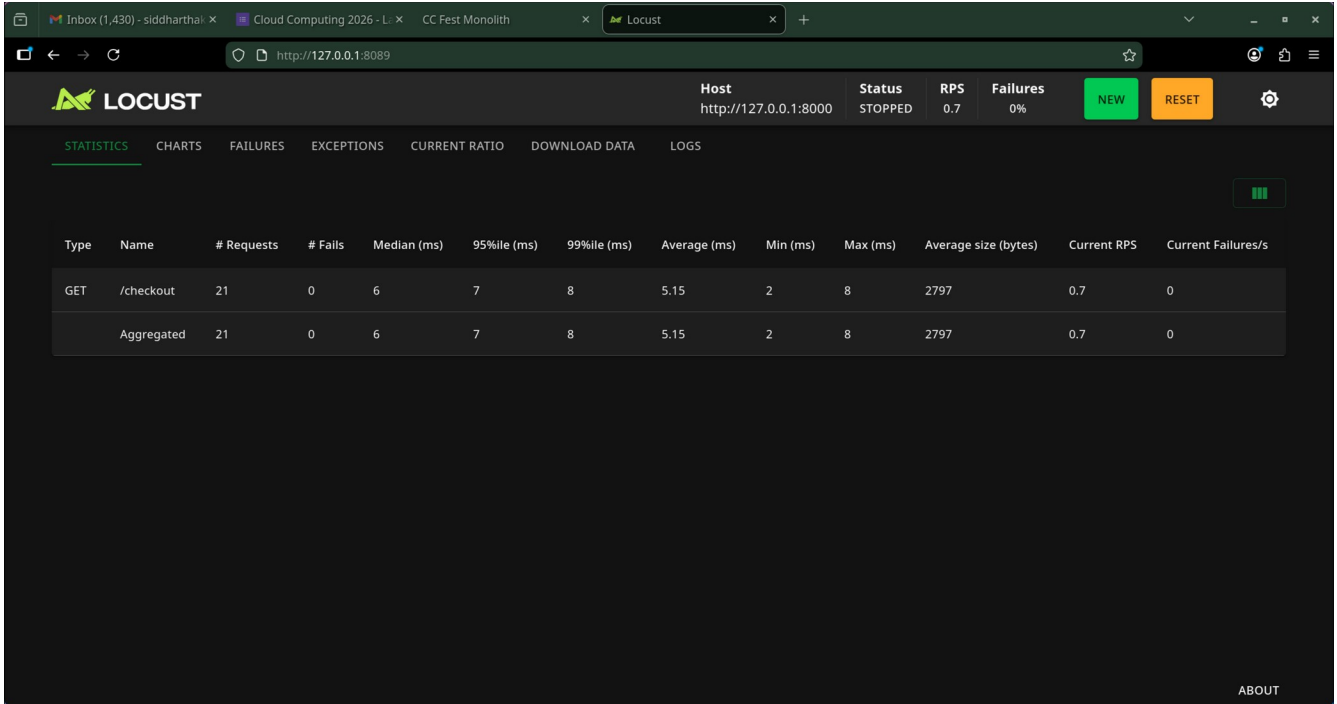 Inbox (1,430) - siddharthak Cloud Computing 2026 - La CC Fest Monolith Locust
http://127.0.0.1:8089
LOCUST
Host Status RPS Failures
http://127.0.0.1:8000 STOPPED 0.7 0%
NEW RESET
STATISTICS CHARTS FAILURES EXCEPTIONS CURRENT RATIO DOWNLOAD DATA LOGS
Type Name # Requests # Fails Median (ms) 95%ile (ms) 99%ile (ms) Average (ms) Min (ms) Max (ms) Average size (bytes) Current RPS Current Failures/s
GET /checkout 21 0 6 7 8 5.15 2 8 2797 0.7 0
Aggregated 21 0 6 7 8 5.15 2 8 2797 0.7 0
ABOUT